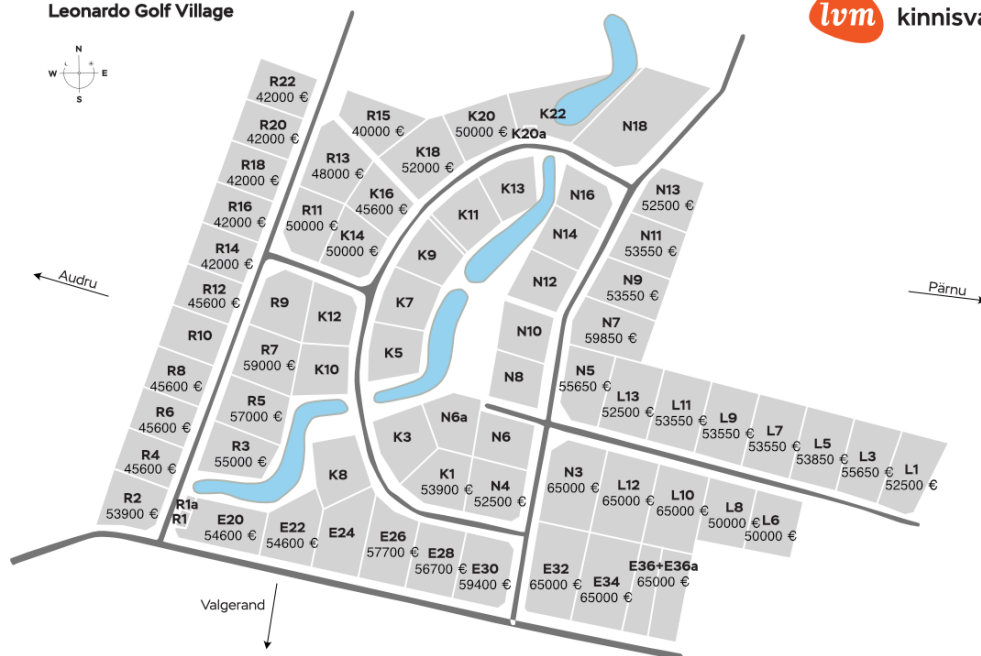 Leonardo Golf Village
lvm kinnisva
N
W E
S
R22
42000 €
R20
42000 €
R18
42000 €
R16
42000 €
R14
42000 €
R12
45600 €
R10
R8
45600 €
R6
45600 €
R4
45600 €
R2
53900 €
R15
40000 €
R13
48000 €
R11
50000 €
K14
50000 €
K16
45600 €
K18
52000 €
K20
50000 €
K20a
K22
N18
K13
K11
K9
K7
K5
N16
N14
N12
N10
N8
N13
52500 €
N11
53550 €
N9
53550 €
N7
59850 €
N5
55650 €
L13
52500 €
L11
53550 €
L9
53550 €
L7
53550 €
L5
53850 €
L3
55650 €
L1
52500 €
Audru
Pärnu
R9
K12
R7
59000 €
K10
R5
57000 €
R3
55000 €
R1a
R1
K8
K3
N6a
N6
K1
53900 €
N4
52500 €
N3
65000 €
L12
65000 €
L10
65000 €
L8
50000 €
L6
50000 €
E20
54600 €
E22
54600 €
E24
E26
57700 €
E28
56700 €
E30
59400 €
E32
65000 €
E34
65000 €
E36+E36a
65000 €
Valgerand